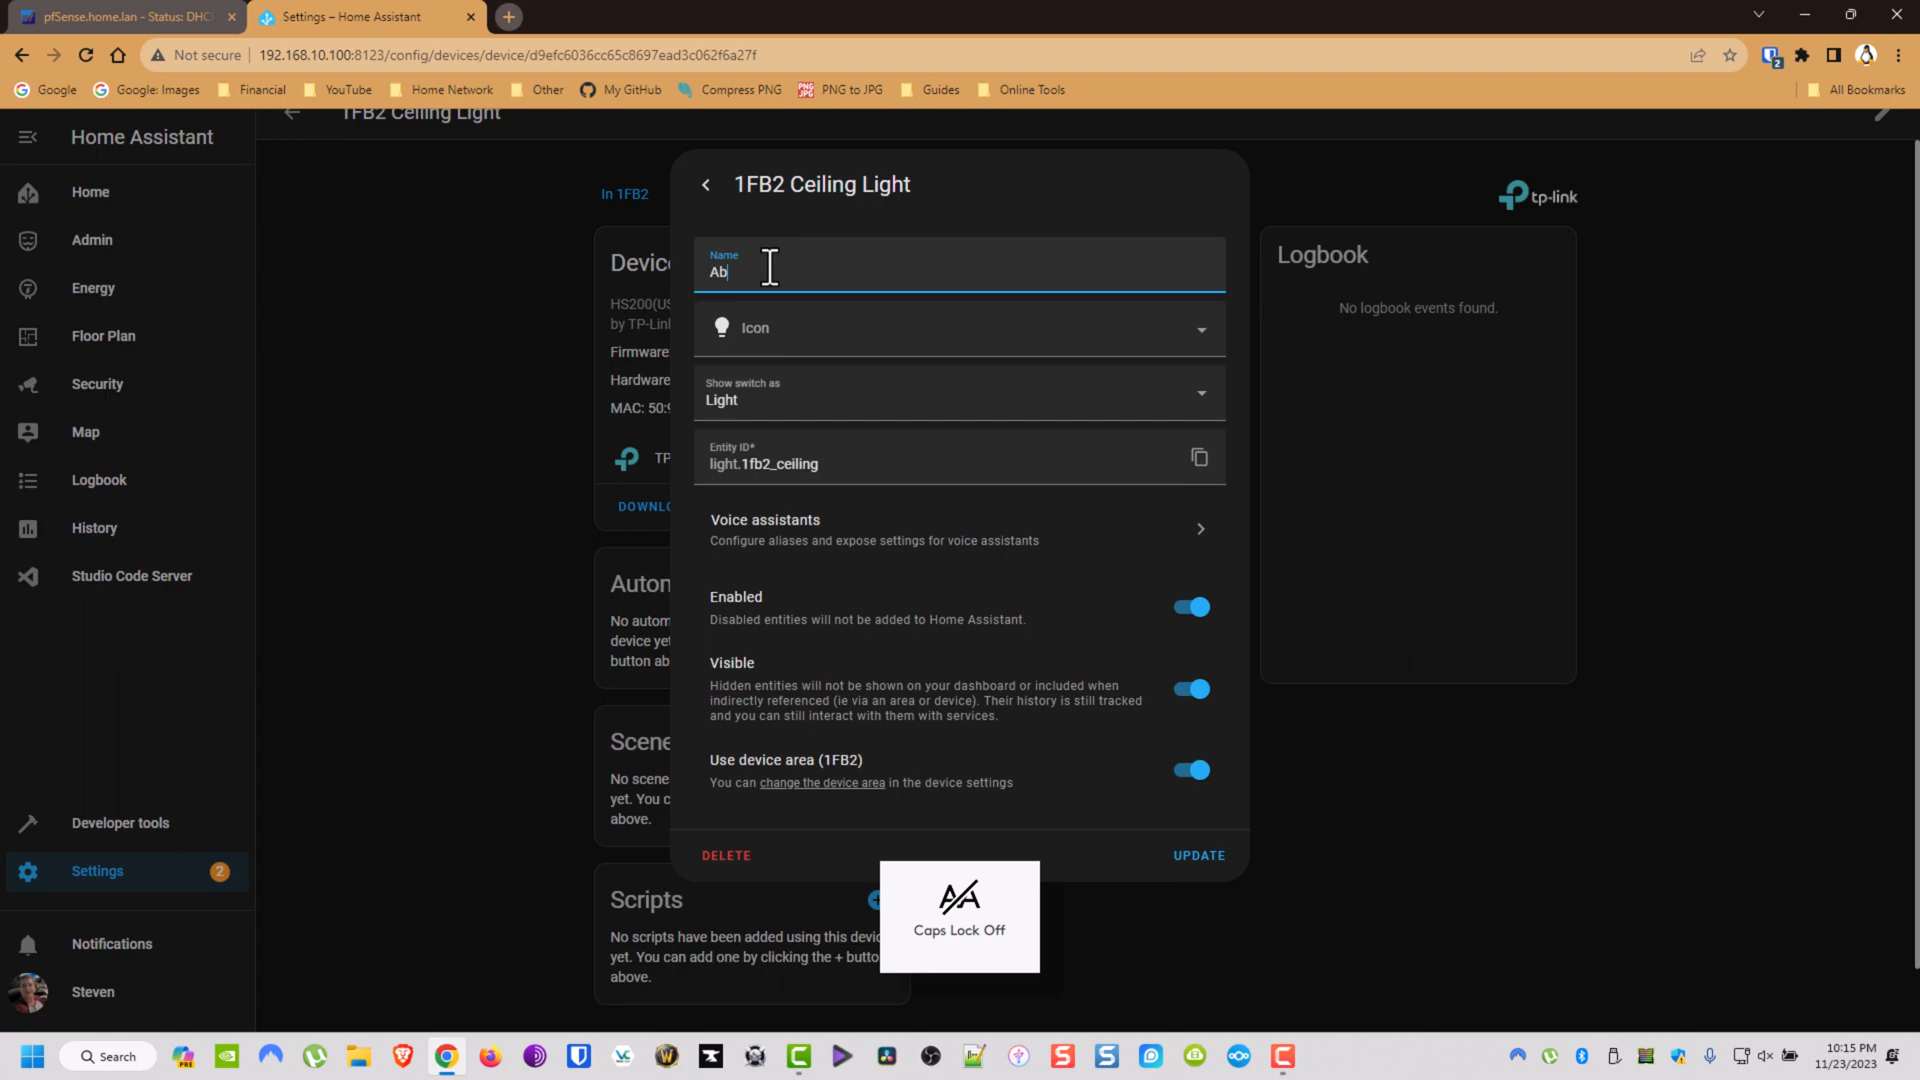 pfSense.home.lan - Status: DHC
Settings – Home Assistant
Not secure
192.168.10.100:8123/config/devices/device/d9efc6036cc65c8697ead3c062f6a27f
2
Google
Google: Images
Financial
YouTube
Home Network
Other
My GitHub
Compress PNG
PNG to JPG
Guides
Online Tools
All Bookmarks
Home Assistant
1FB2 Ceiling Light
Home
Admin
Energy
Floor Plan
Security
Map
Logbook
History
Studio Code Server
Developer tools
Settings
2
Notifications
Steven
In 1FB2
tp-link
Devic
HS200(US
by TP-Lin
Firmware
Hardware
MAC: 50:9
TP
DOWNLO
Autom
No autom
device ye
button ab
Scene
No scene
yet. You c
above.
Scripts
No scripts have been added using this devic
yet. You can add one by clicking the + butto
above.
1FB2 Ceiling Light
Name
Ab
Icon
Show switch as
Light
Entity ID*
light.1fb2_ceiling
Voice assistants
Configure aliases and expose settings for voice assistants
Enabled
Disabled entities will not be added to Home Assistant.
Visible
Hidden entities will not be shown on your dashboard or included when
indirectly referenced (ie via an area or device). Their history is still tracked
and you can still interact with them with services.
Use device area (1FB2)
You can change the device area in the device settings
DELETE
UPDATE
Logbook
No logbook events found.
Caps Lock Off
Search
10:15 PM
11/23/2023